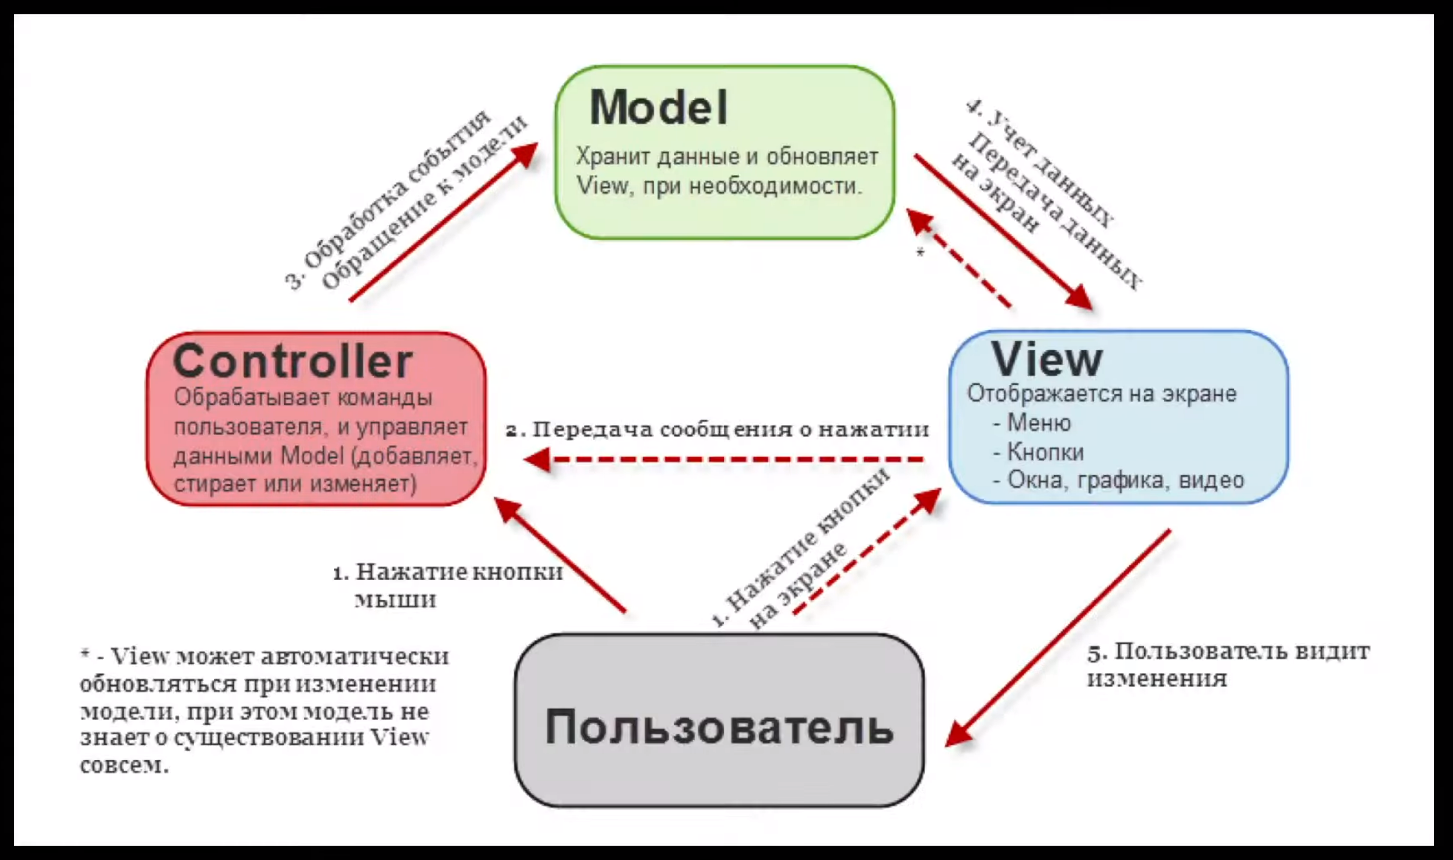 Model
Хранит данные и обновляет
View, при необходимости.
3. Обработка события
Обращение к модели
4. Учет данных
Передача данных
на экран
*
Controller
Обрабатывает команды
пользователя, и управляет
данными Model (добавляет,
стирает или изменяет)
View
Отображается на экране
- Меню
- Кнопки
- Окна, графика, видео
2. Передача сообщения о нажатии
1. Нажатие кнопки
мыши
1. Нажатие кнопки
на экране
5. Пользователь видит
изменения
* - View может автоматически
обновляться при изменении
модели, при этом модель не
знает о существовании View
совсем.
Пользователь